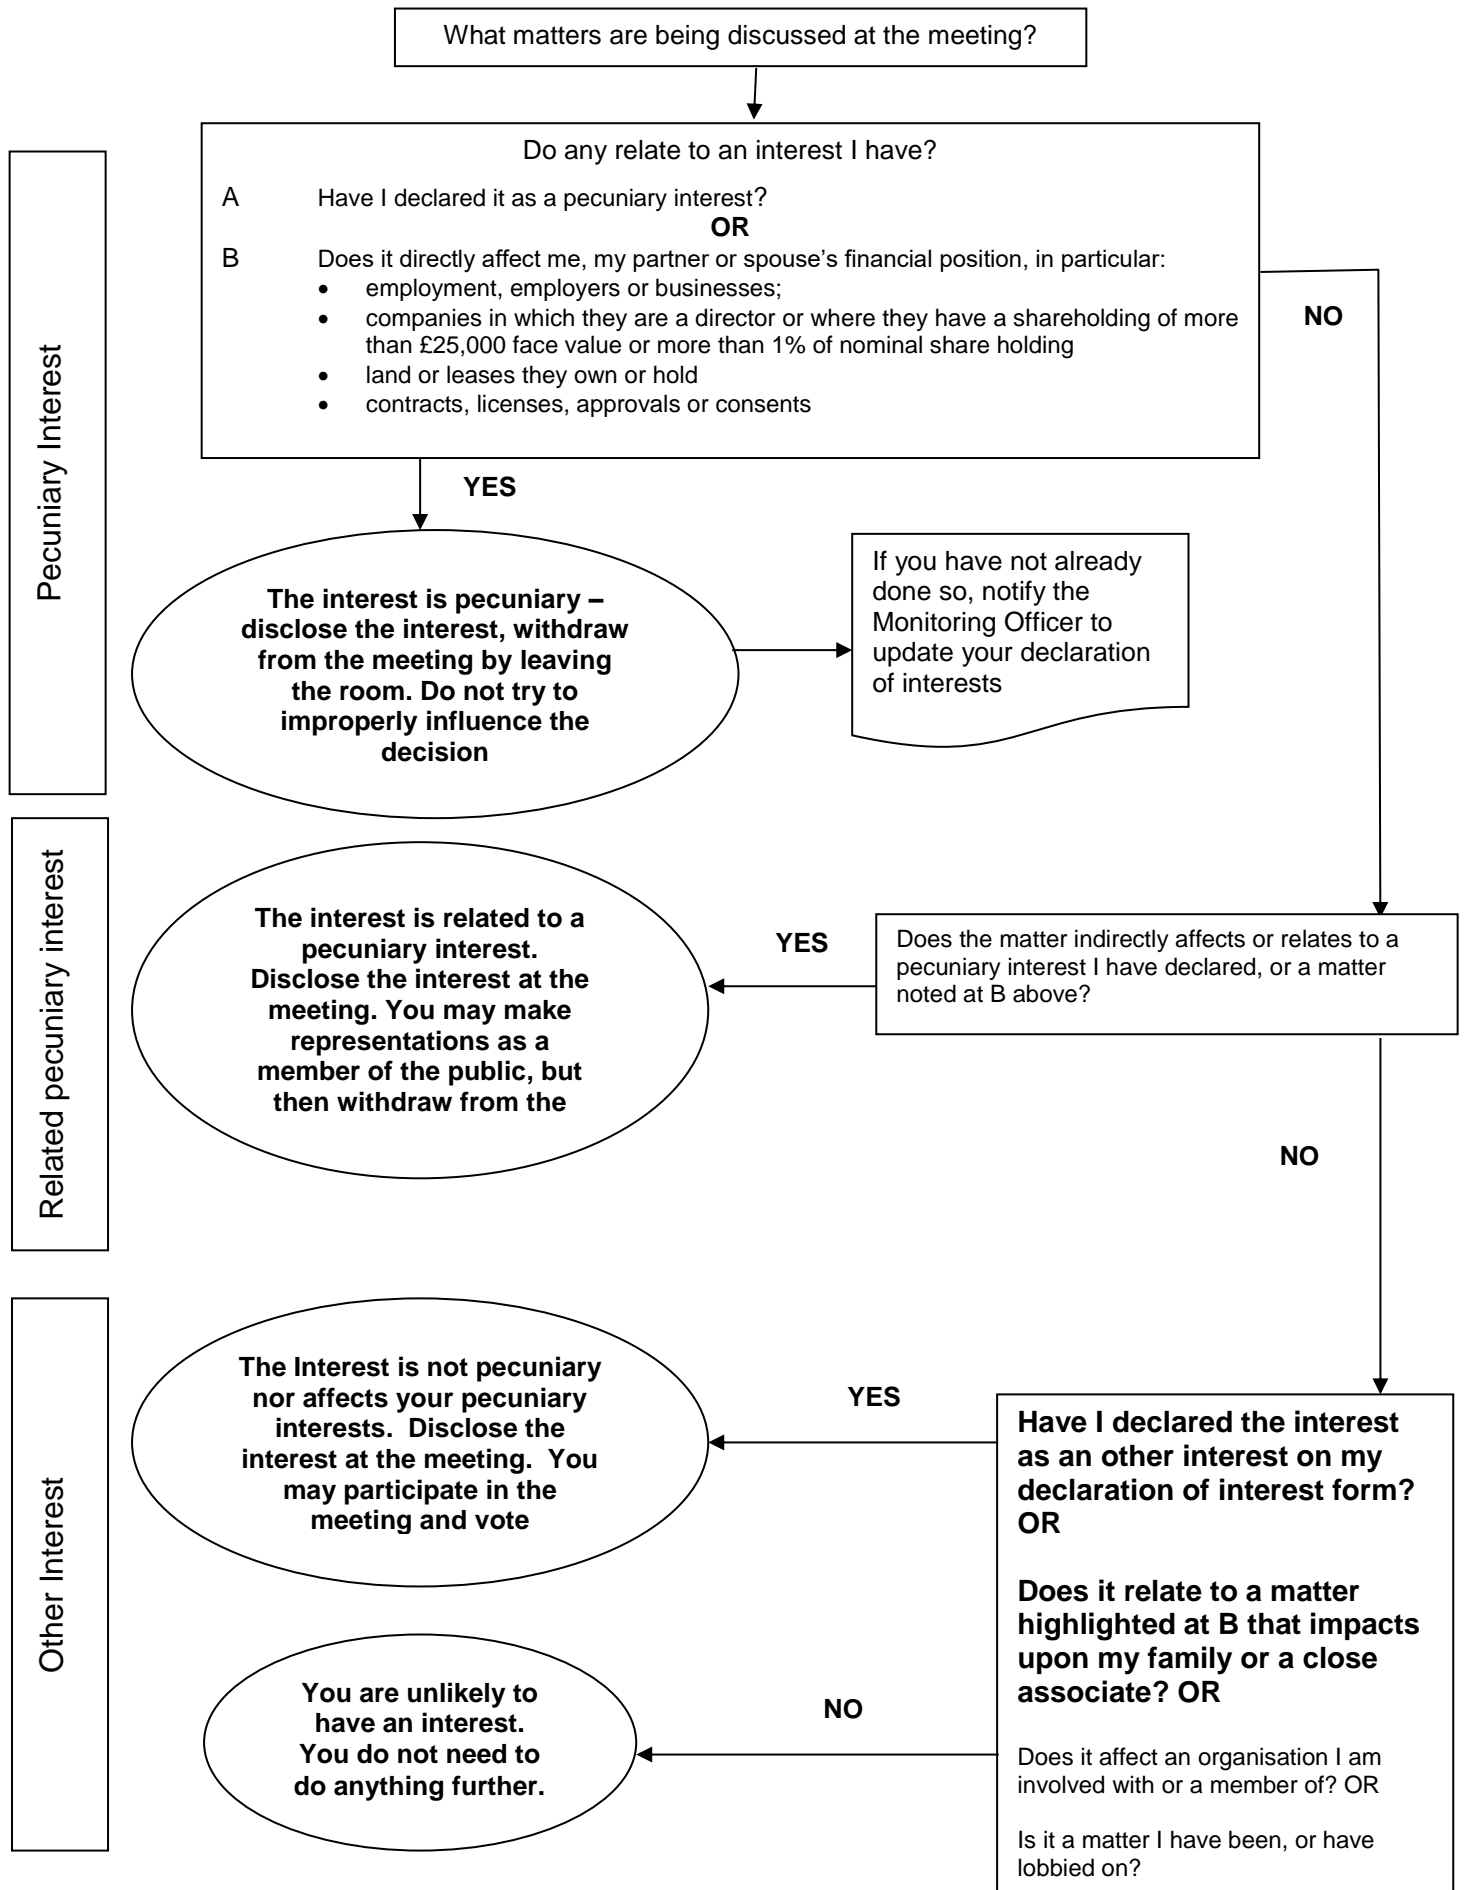 What matters are being discussed at the meeting?
Do any relate to an interest I have?
A Have I declared it as a pecuniary interest?
OR
B Does it directly affect me, my partner or spouse’s financial position, in particular:
• employment, employers or businesses;
• companies in which they are a director or where they have a shareholding of more
than £25,000 face value or more than 1% of nominal share holding
• land or leases they own or hold
• contracts, licenses, approvals or consents
NO
Pecuniary Interest
YES
The interest is pecuniary –
disclose the interest, withdraw
from the meeting by leaving
the room. Do not try to
improperly influence the
decision
If you have not already
done so, notify the
Monitoring Officer to
update your declaration
of interests
Related pecuniary interest
The interest is related to a
pecuniary interest.
Disclose the interest at the
meeting. You may make
representations as a
member of the public, but
then withdraw from the
YES
Does the matter indirectly affects or relates to a
pecuniary interest I have declared, or a matter
noted at B above?
NO
Other Interest
The Interest is not pecuniary
nor affects your pecuniary
interests. Disclose the
interest at the meeting. You
may participate in the
meeting and vote
YES
Have I declared the interest
as an other interest on my
declaration of interest form?
OR
Does it relate to a matter
highlighted at B that impacts
upon my family or a close
associate? OR
Does it affect an organisation I am
involved with or a member of? OR
Is it a matter I have been, or have
lobbied on?
NO
You are unlikely to
have an interest.
You do not need to
do anything further.